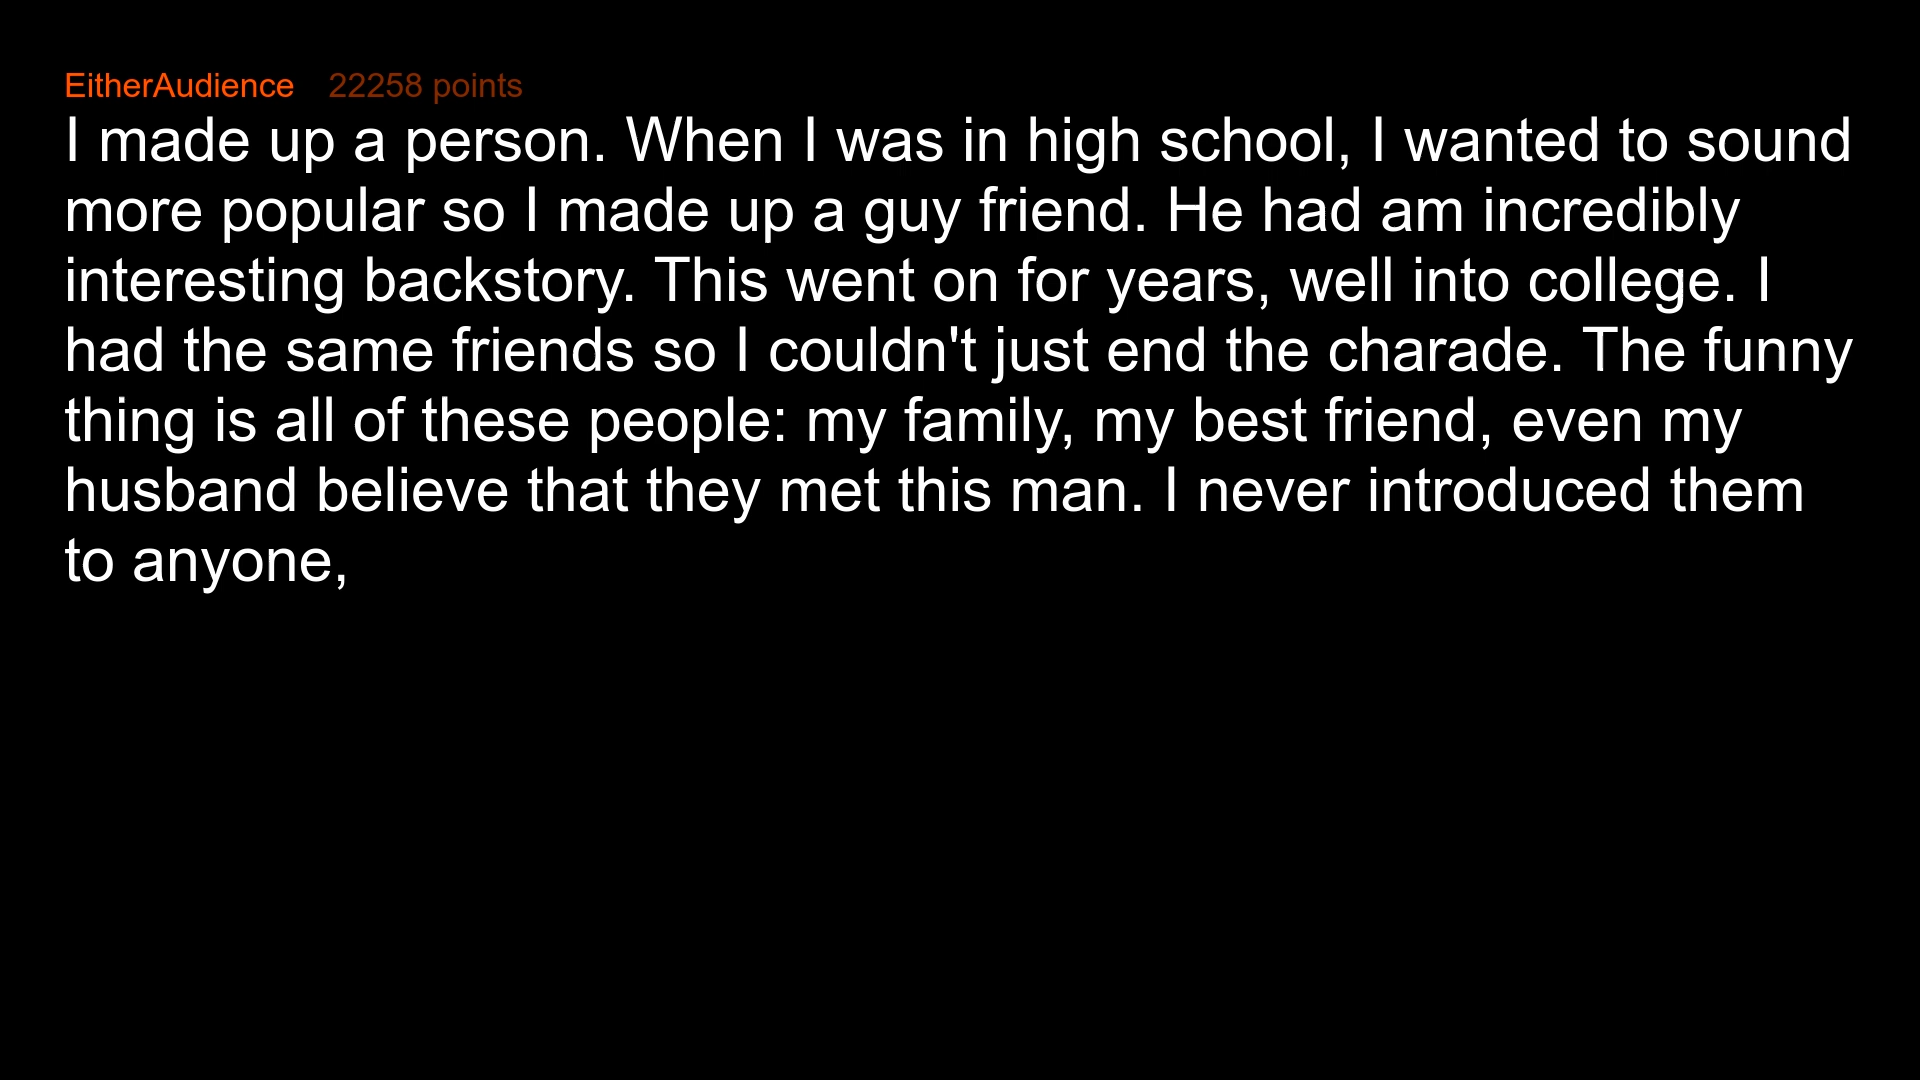 EitherAudience 22258 points
I made up a person. When I was in high school, I wanted to sound
more popular so I made up a guy friend. He had am incredibly
interesting backstory. This went on for years, well into college. I
had the same friends so I couldn't just end the charade. The funny
thing is all of these people: my family, my best friend, even my
husband believe that they met this man. I never introduced them
to anyone,